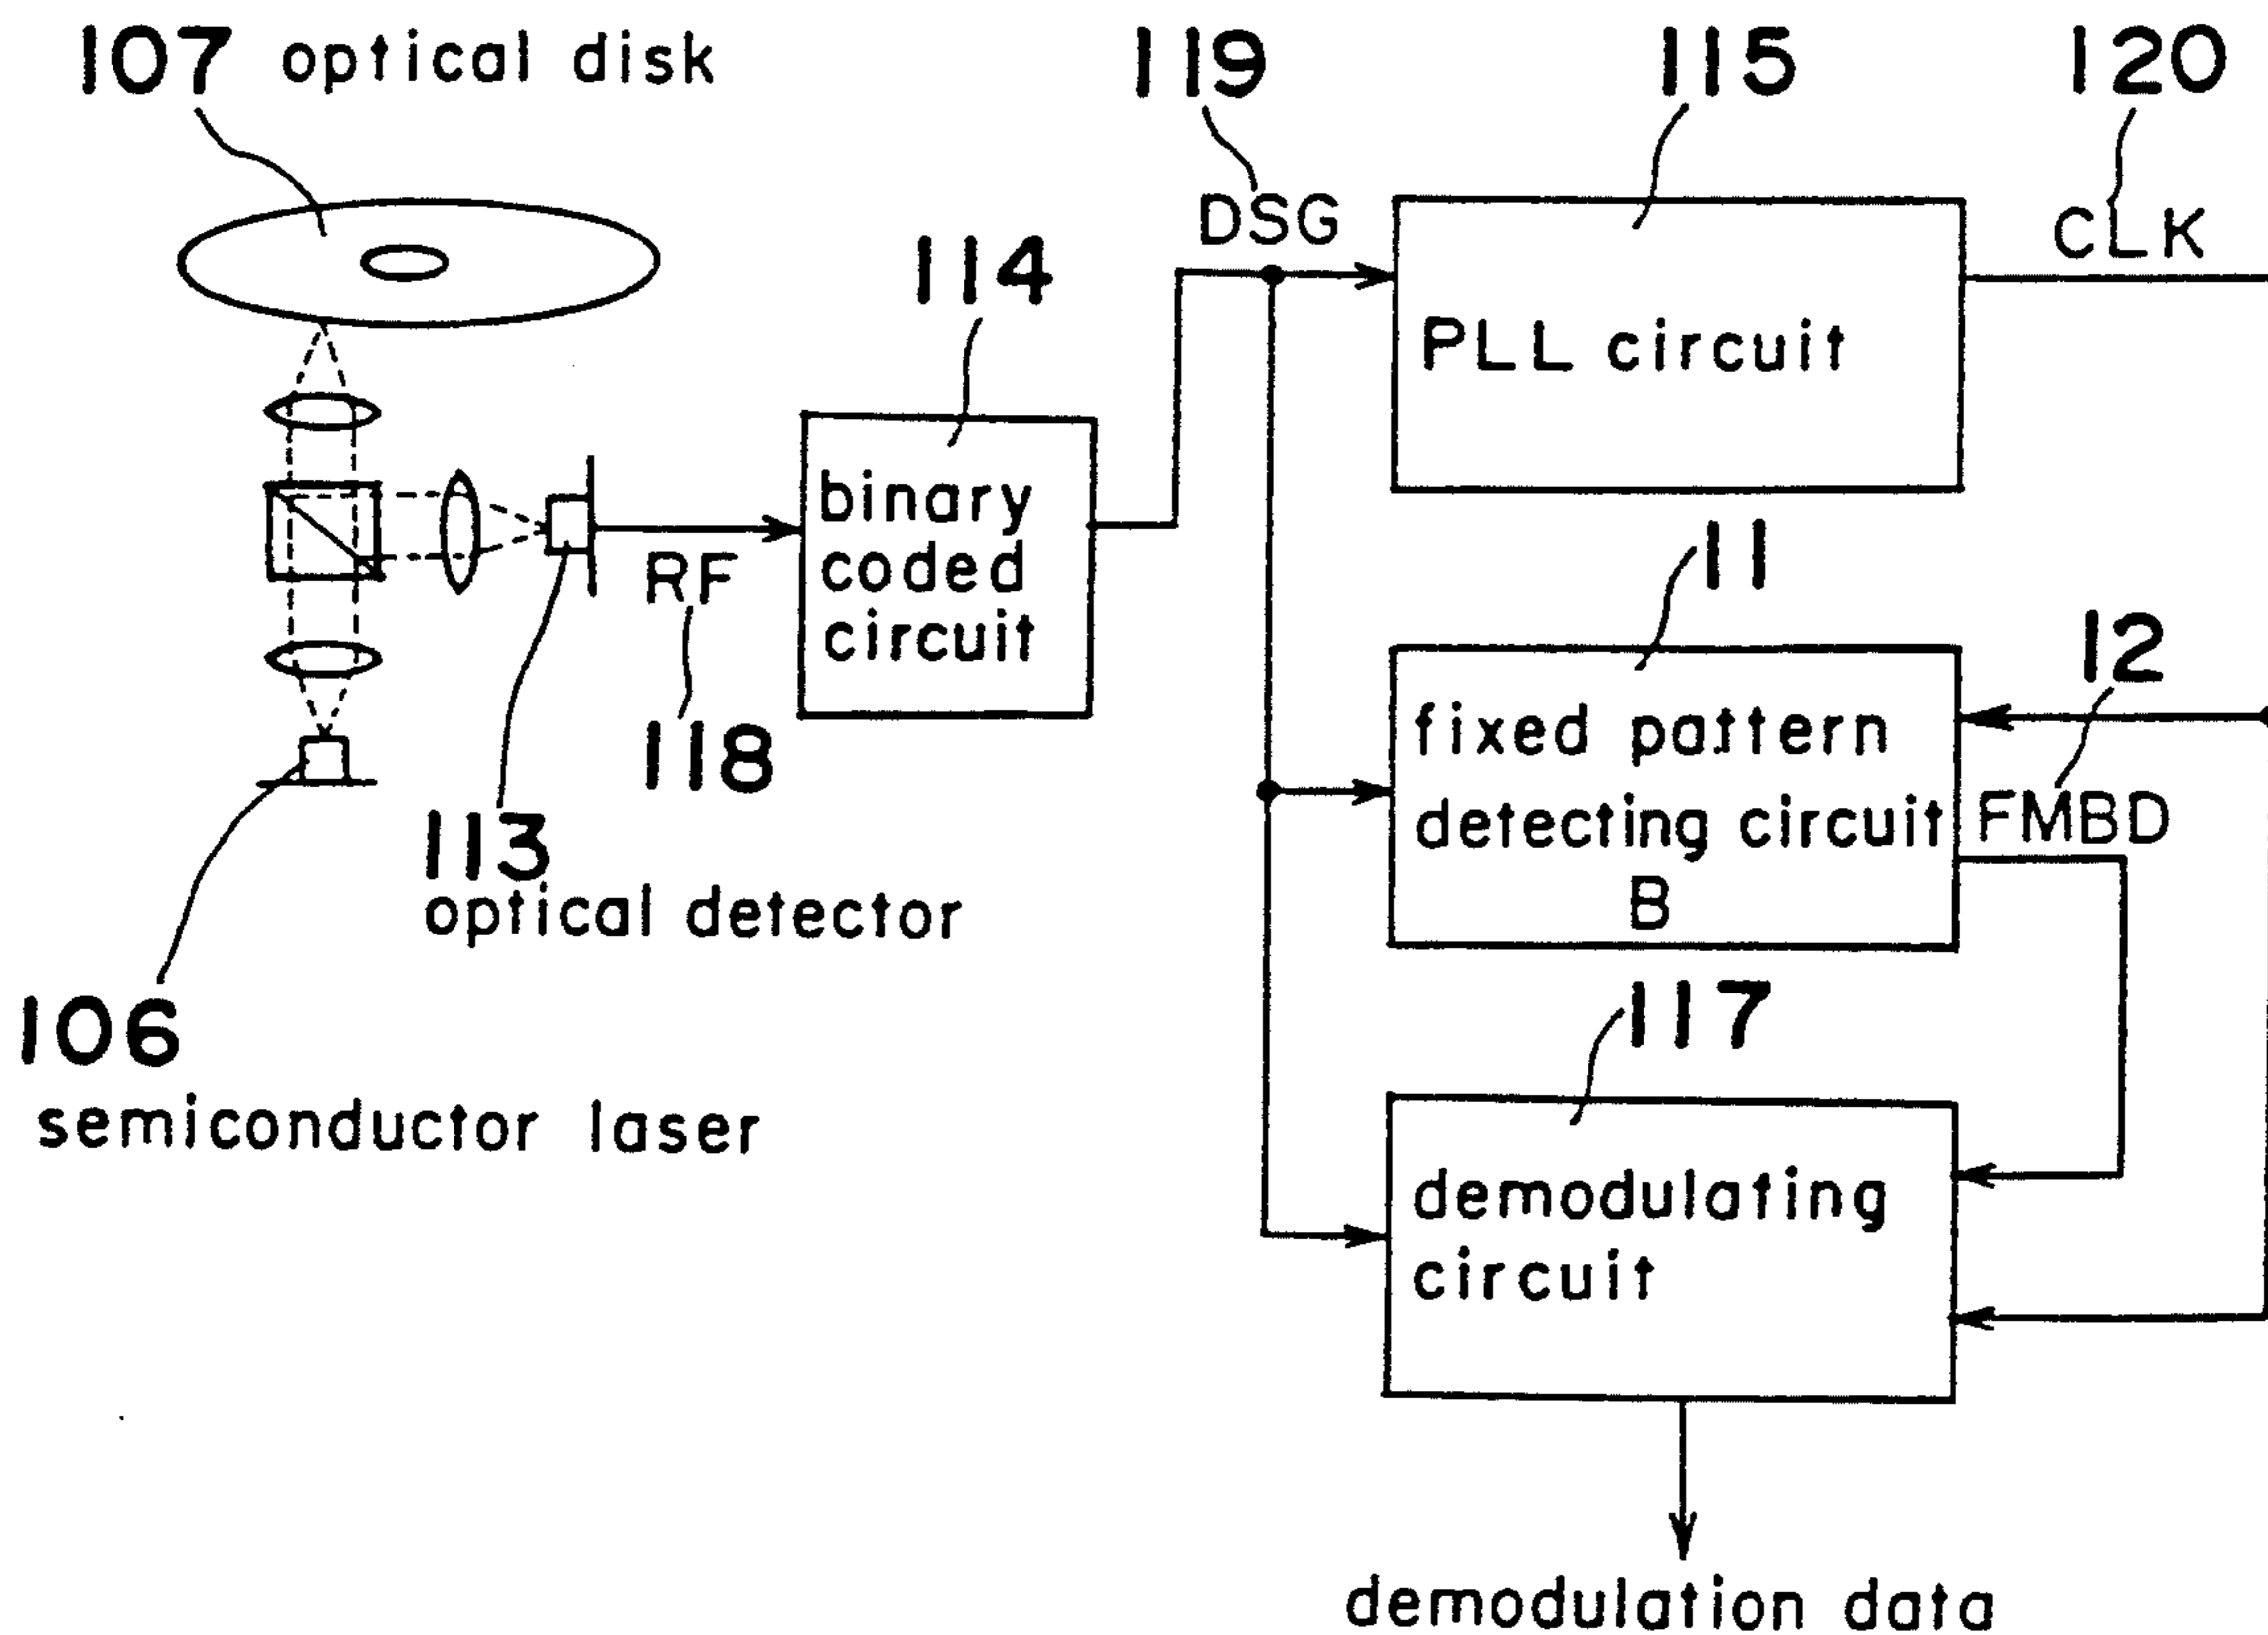 107 optical disk
119
115
120
DSG
CLK
114
PLL circuit
binary
coded
circuit
RF
118
11
12
fixed pattern
detecting circuit
B
FMBD
113
optical detector
106
semiconductor laser
117
demodulating
circuit
demodulation data